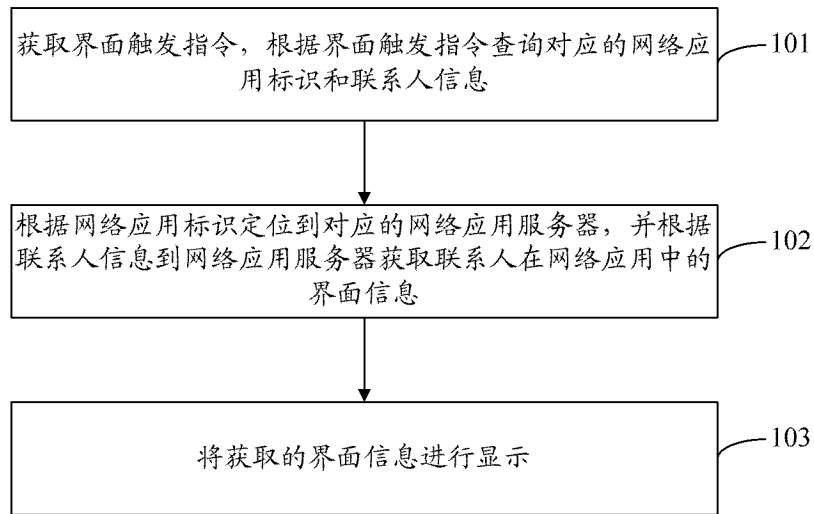 获取界面触发指令，根据界面触发指令查询对应的网络应
用标识和联系人信息
101
根据网络应用标识定位到对应的网络应用服务器，并根据
联系人信息到网络应用服务器获取联系人在网络应用中的
界面信息
102
将获取的界面信息进行显示
103